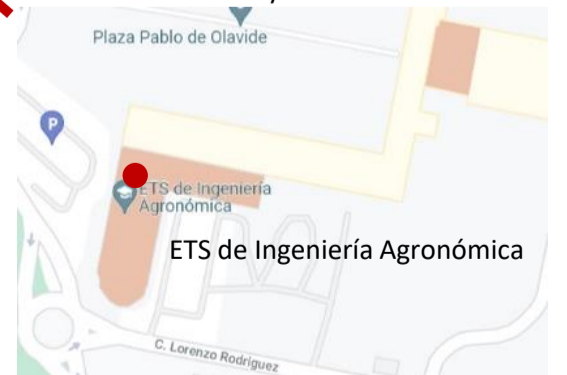 Plaza Pablo de Olavide
P
ETS de Ingeniería
Agronómica
ETS de Ingeniería Agronómica
C. Lorenzo Rodriguez